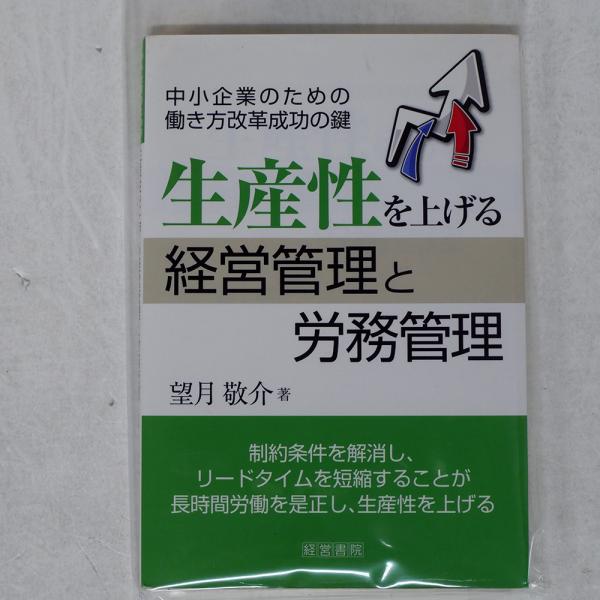 中小企業のための
働き方改革成功の鍵
生産性を上げる
経営管理と
労務管理
望月 敬介 著
制約条件を解消し、
リードタイムを短縮することが
長時間労働を是正し、生産性を上げる
経営書院